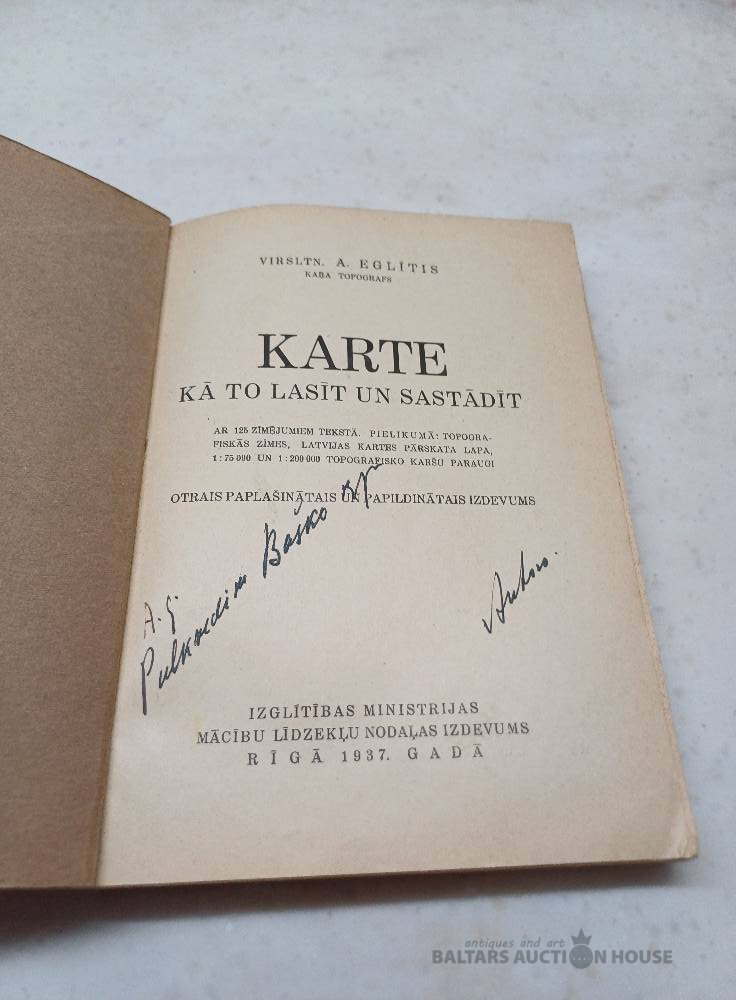 VIRSLTN. A. EGLĪTIS
KARA TOPOGRAFS
KARTE
KĀ TO LASĪT UN SASTĀDĪT
AR 125 ZĪMĒJUMIEM TEKSTĀ. PIELIKUMĀ: TOPOGRA-
FISKĀS ZĪMES, LATVIJAS KARTES PĀRSKATA LAPA,
1:75 000 UN 1:200 000 TOPOGRAFISKO KARŠU PARAUGI
OTRAIS PAPLAŠINĀTAIS UN PAPILDINĀTAIS IZDEVUMS
A. G.
Pulkvedim Baško
Autors.
IZGLĪTĪBAS MINISTRIJAS
MĀCĪBU LĪDZEKĻU NODAĻAS IZDEVUMS
RĪGĀ 1937. GADĀ
antiques and art
BALTARS AUCTION HOUSE